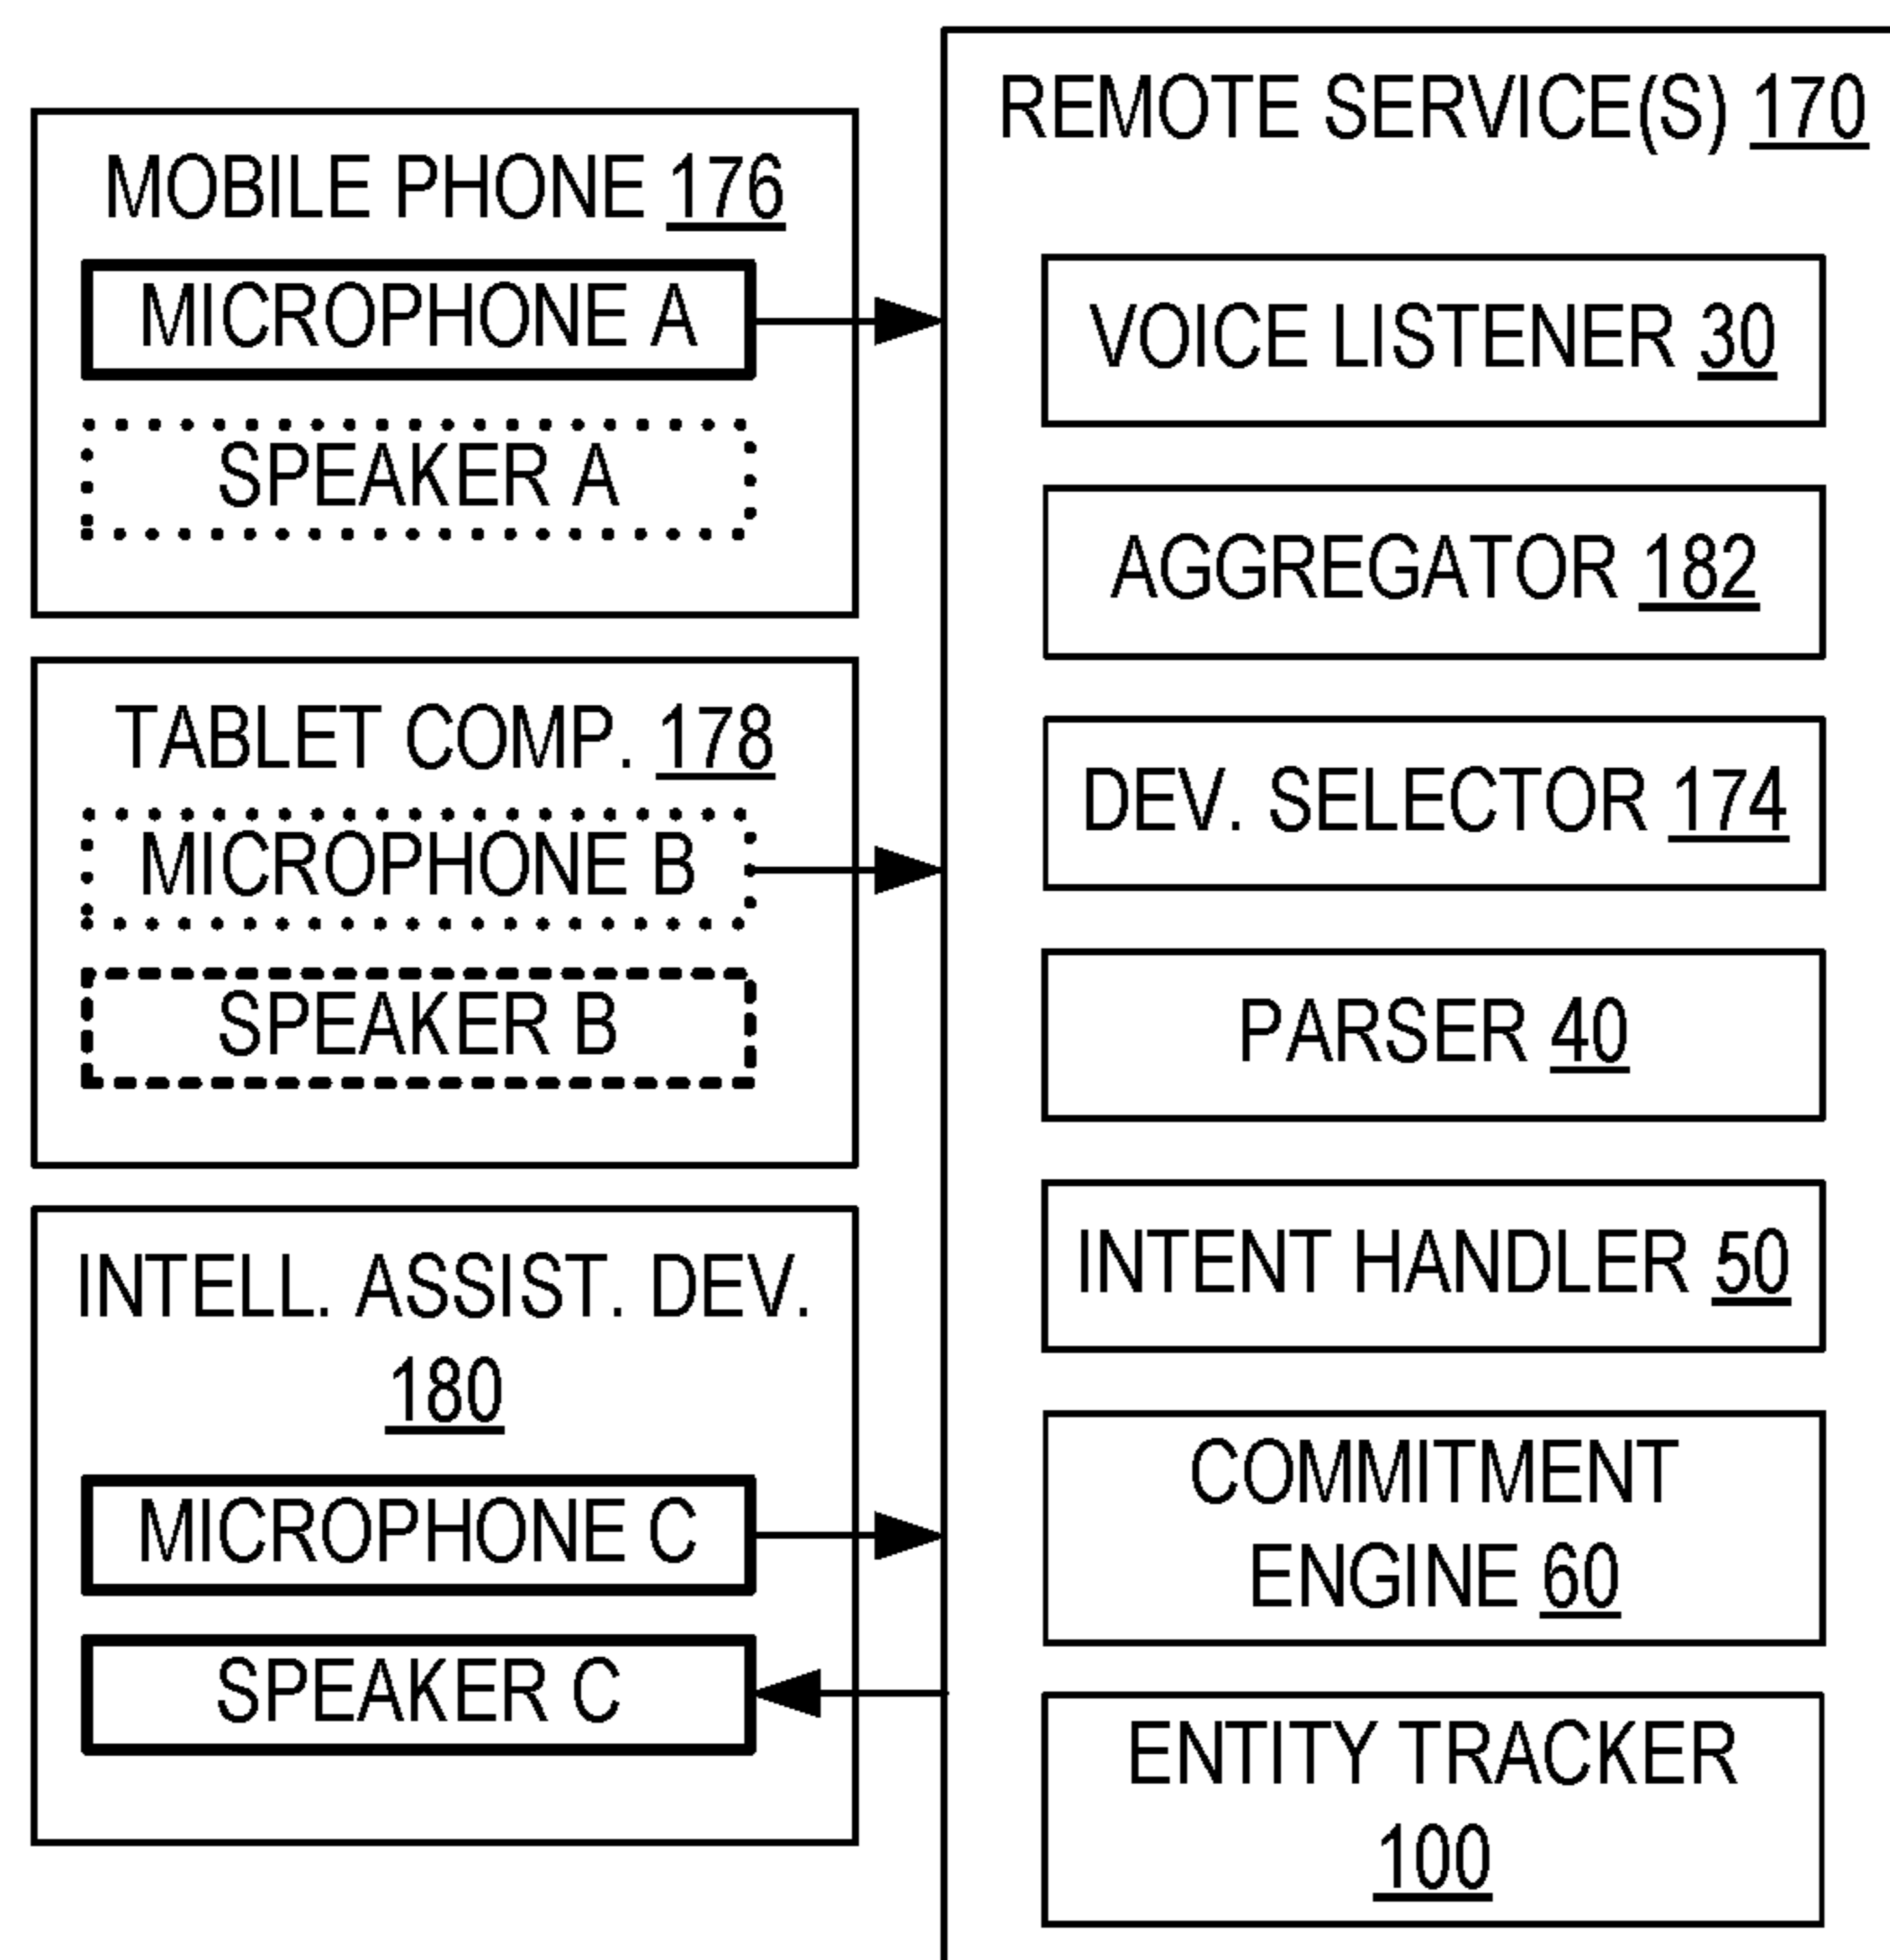 MOBILE PHONE 176
MICROPHONE A
SPEAKER A
TABLET COMP. 178
MICROPHONE B
SPEAKER B
INTELL. ASSIST. DEV.
180
MICROPHONE C
SPEAKER C
REMOTE SERVICE(S) 170
VOICE LISTENER 30
AGGREGATOR 182
DEV. SELECTOR 174
PARSER 40
INTENT HANDLER 50
COMMITMENT
ENGINE 60
ENTITY TRACKER
100